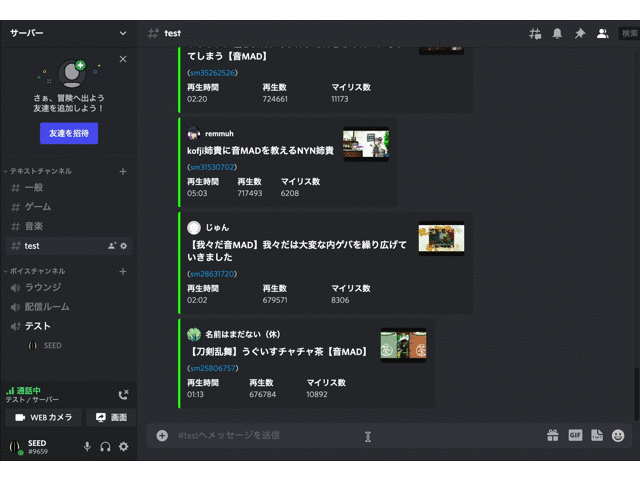 サーバー
test
検索
さぁ、冒険へ出よう
友達を追加しよう！
友達を招待
テキストチャンネル
一般
ゲーム
音楽
test
ボイスチャンネル
ラウンジ
配信ルーム
テスト
SEED
通話中
テスト / サーバー
WEB カメラ
画面
SEED
#9659
てしまう【音MAD】
(sm35262526)
再生時間 再生数 マイリス数
02:20 724661 11173
remmuh
kofji姉貴に音MADを教えるNYN姉貴
(sm31530702)
再生時間 再生数 マイリス数
05:03 717493 6208
じゅん
【我々だ音MAD】我々だは大変な内ゲバを繰り広げて
いきました
(sm28631720)
再生時間 再生数 マイリス数
02:02 679571 8306
名前はまだない（休）
【刀剣乱舞】うぐいすチャチャ茶【音MAD】
(sm25806757)
再生時間 再生数 マイリス数
01:13 676784 10892
#testへメッセージを送信
GIF